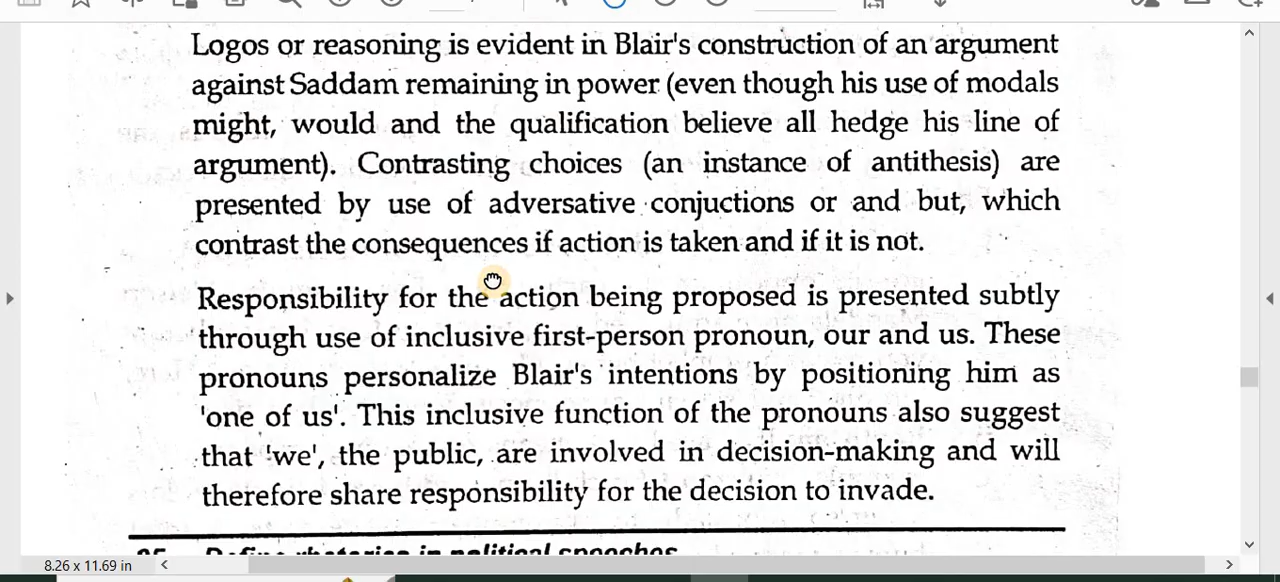 Logos or reasoning is evident in Blair's construction of an argument
against Saddam remaining in power (even though his use of modals
might, would and the qualification believe all hedge his line of
argument). Contrasting choices (an instance of antithesis) are
presented by use of adversative conjuctions or and but, which
contrast the consequences if action is taken and if it is not.
Responsibility for the action being proposed is presented subtly
through use of inclusive first-person pronoun, our and us. These
pronouns personalize Blair's intentions by positioning him as
'one of us'. This inclusive function of the pronouns also suggest
that 'we', the public, are involved in decision-making and will
therefore share responsibility for the decision to invade.
in political speeches
8.26 x 11.69 in